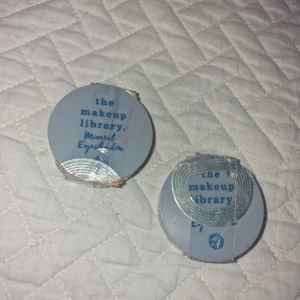 the
makeup
library.
Mineral
Eyeshadow
the
makeup
library